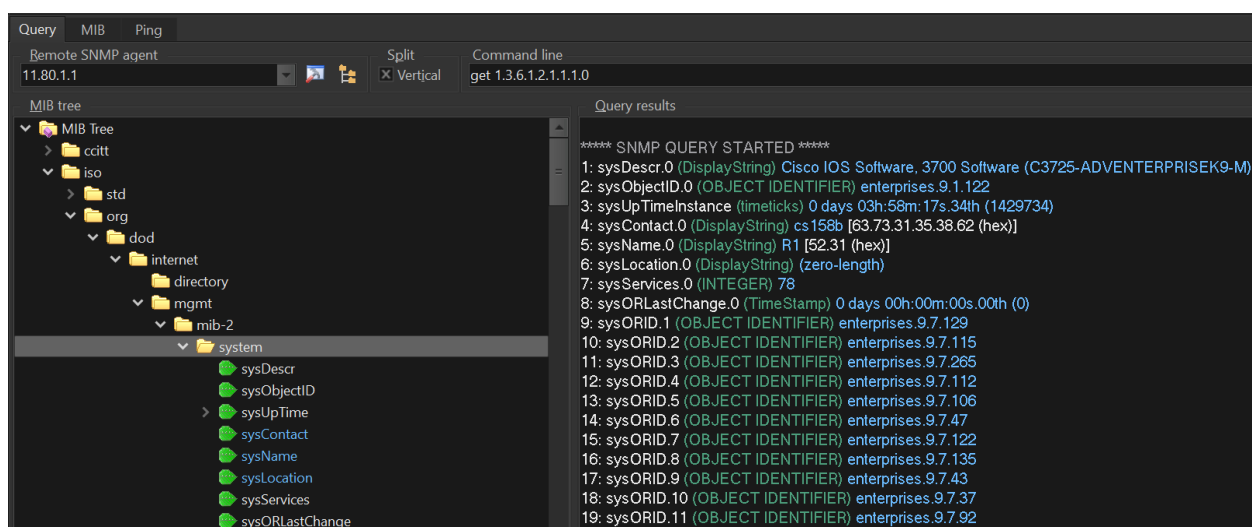 Query MIB Ping
Remote SNMP agent
11.80.1.1
Split
Vertical
Command line
get 1.3.6.1.2.1.1.1.0
MIB tree
MIB Tree
ccitt
iso
std
org
dod
internet
directory
mgmt
mib-2
system
sysDescr
sysObjectID
sysUpTime
sysContact
sysName
sysLocation
sysServices
sysORLastChange
Query results
***** SNMP QUERY STARTED *****
1: sysDescr.0 (DisplayString) Cisco IOS Software, 3700 Software (C3725-ADVENTERPRISEK9-M)
2: sysObjectID.0 (OBJECT IDENTIFIER) enterprises.9.1.122
3: sysUpTimeInstance (timeticks) 0 days 03h:58m:17s.34th (1429734)
4: sysContact.0 (DisplayString) cs158b [63.73.31.35.38.62 (hex)]
5: sysName.0 (DisplayString) R1 [52.31 (hex)]
6: sysLocation.0 (DisplayString) (zero-length)
7: sysServices.0 (INTEGER) 78
8: sysORLastChange.0 (TimeStamp) 0 days 00h:00m:00s.00th (0)
9: sysORID.1 (OBJECT IDENTIFIER) enterprises.9.7.129
10: sysORID.2 (OBJECT IDENTIFIER) enterprises.9.7.115
11: sysORID.3 (OBJECT IDENTIFIER) enterprises.9.7.265
12: sysORID.4 (OBJECT IDENTIFIER) enterprises.9.7.112
13: sysORID.5 (OBJECT IDENTIFIER) enterprises.9.7.106
14: sysORID.6 (OBJECT IDENTIFIER) enterprises.9.7.47
15: sysORID.7 (OBJECT IDENTIFIER) enterprises.9.7.122
16: sysORID.8 (OBJECT IDENTIFIER) enterprises.9.7.135
17: sysORID.9 (OBJECT IDENTIFIER) enterprises.9.7.43
18: sysORID.10 (OBJECT IDENTIFIER) enterprises.9.7.37
19: sysORID.11 (OBJECT IDENTIFIER) enterprises.9.7.92